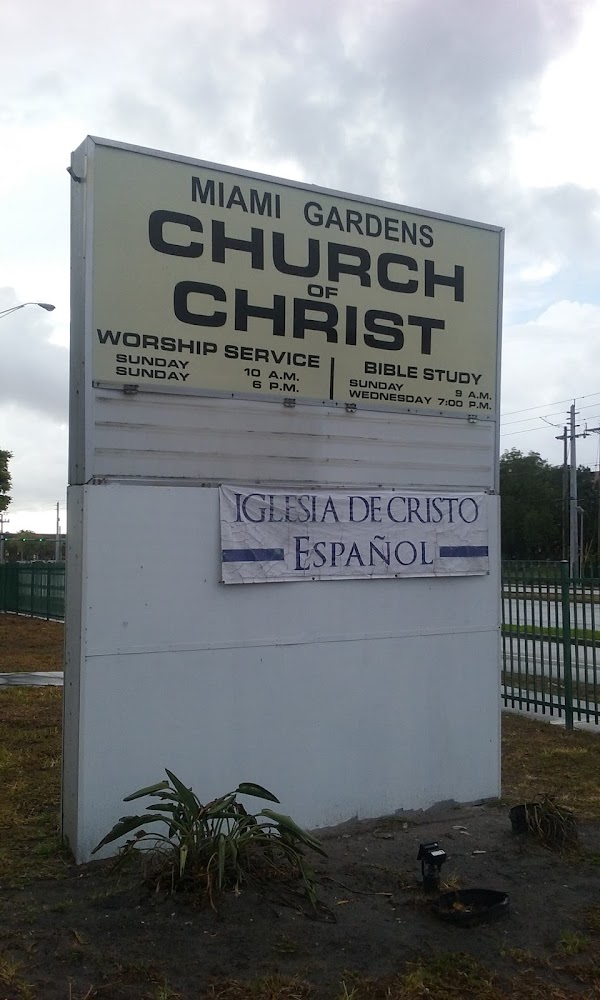 MIAMI GARDENS
CHURCH
OF
CHRIST
WORSHIP SERVICE
SUNDAY 10 A.M.
SUNDAY 6 P.M.
BIBLE STUDY
SUNDAY 9 A.M.
WEDNESDAY 7:00 P.M.
IGLESIA DE CRISTO
ESPAÑOL